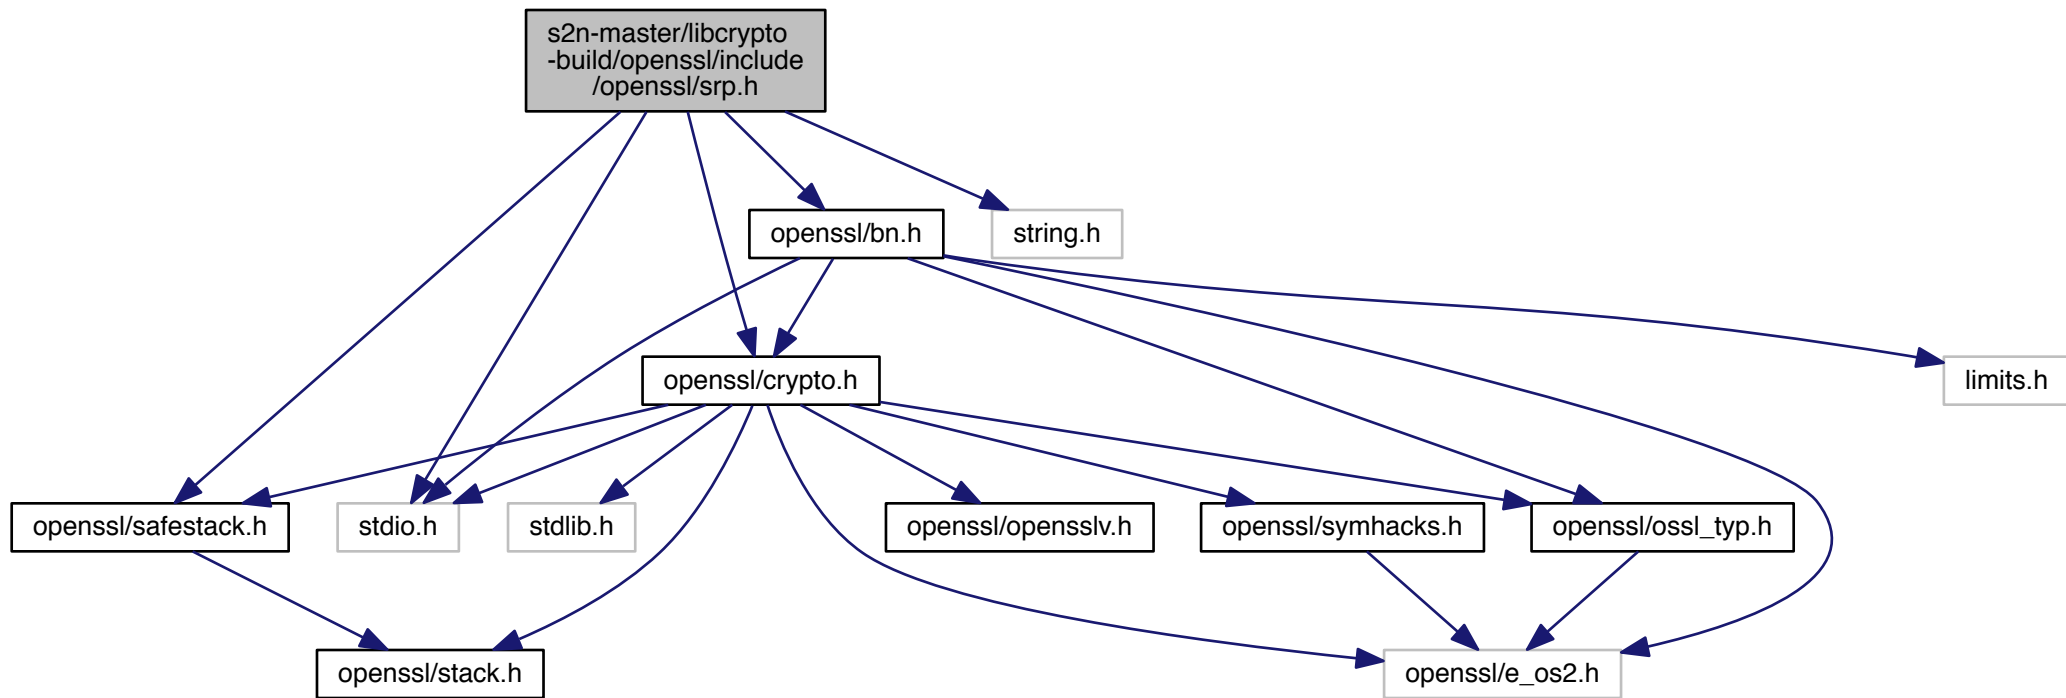 s2n-master/libcrypto
-build/openssl/include
/openssl/srp.h
openssl/bn.h
string.h
openssl/crypto.h
limits.h
openssl/safestack.h
stdio.h
stdlib.h
openssl/opensslv.h
openssl/symhacks.h
openssl/ossl_typ.h
openssl/stack.h
openssl/e_os2.h